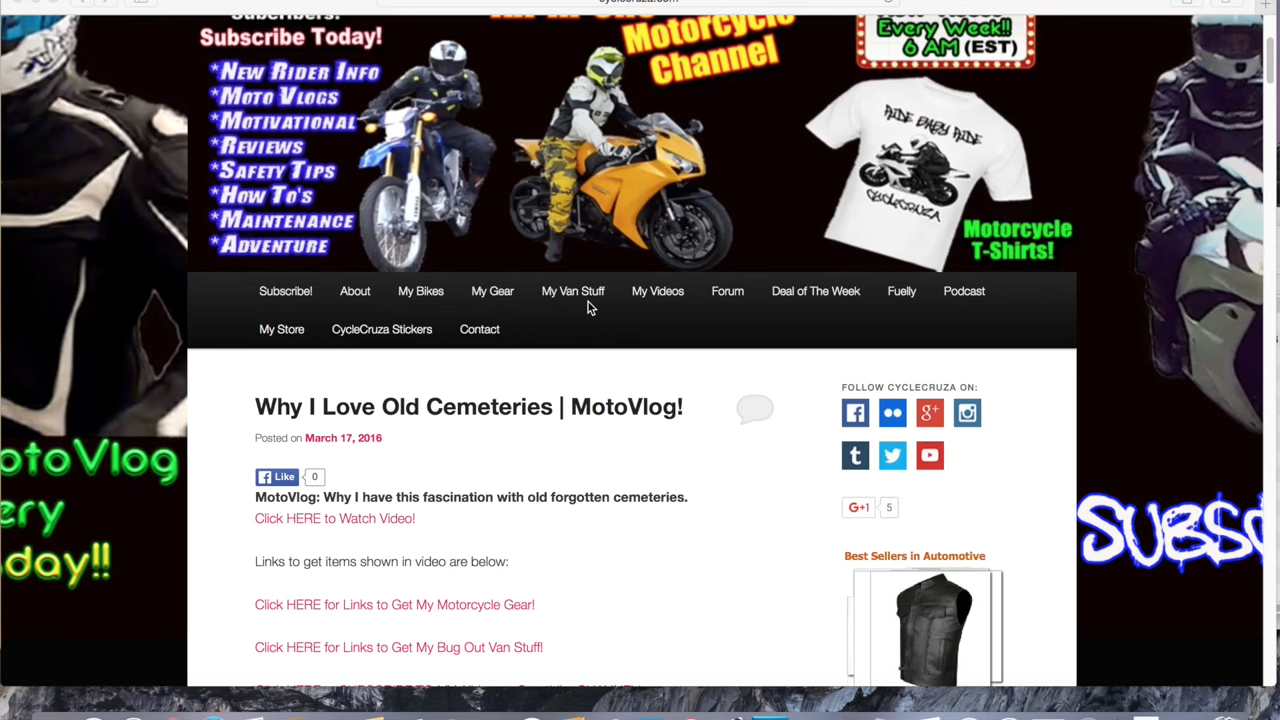 cyclecruza.com
Subscribers!
Subscribe Today!
*New Rider Info
*Moto Vlogs
*Motivational
*Reviews
*Safety Tips
*How To's
*Maintenance
*Adventure
Motorcycle
Channel
Every Week!!
6 AM (EST)
RIDE BABY RIDE
CYCLECRUZA
Motorcycle
T-Shirts!
Subscribe! About My Bikes My Gear My Van Stuff My Videos Forum Deal of The Week Fuelly Podcast
My Store CycleCruza Stickers Contact
Why I Love Old Cemeteries | MotoVlog!
Posted on March 17, 2016
Like 0
MotoVlog: Why I have this fascination with old forgotten cemeteries.
Click HERE to Watch Video!
Links to get items shown in video are below:
Click HERE for Links to Get My Motorcycle Gear!
Click HERE for Links to Get My Bug Out Van Stuff!
FOLLOW CYCLECRUZA ON:
G+1 5
Best Sellers in Automotive
otoVlog
ery
day!!
SUBSC